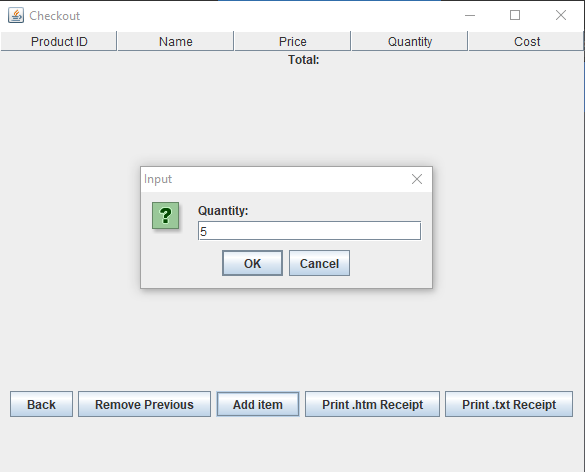 Checkout
Product ID Name Price Quantity Cost
Total:
Input
?
Quantity:
5
OK Cancel
Back Remove Previous Add item Print .htm Receipt Print .txt Receipt